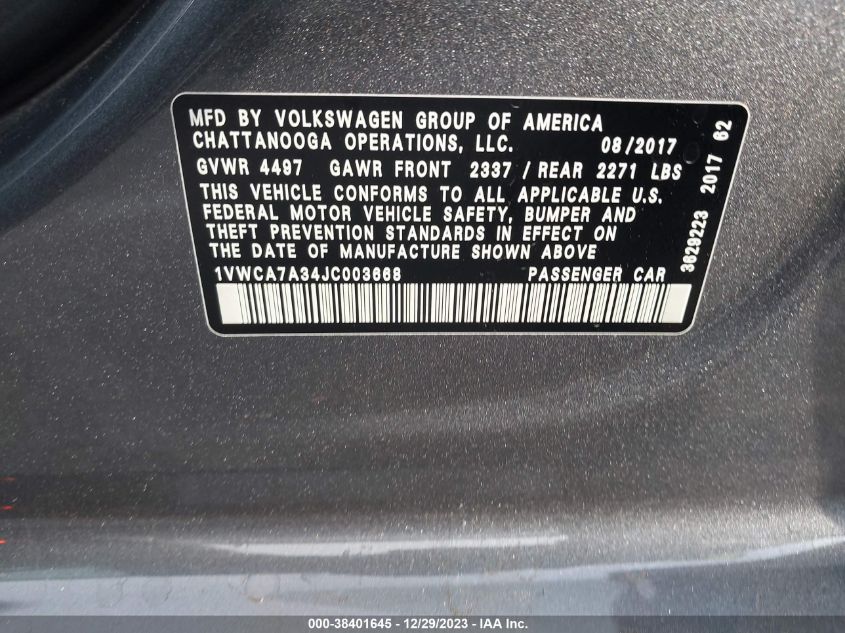 MFD BY VOLKSWAGEN GROUP OF AMERICA
CHATTANOOGA OPERATIONS, LLC. 08/2017
GVWR 4497 GAWR FRONT 2337 / REAR 2271 LBS
THIS VEHICLE CONFORMS TO ALL APPLICABLE U.S.
FEDERAL MOTOR VEHICLE SAFETY, BUMPER AND
THEFT PREVENTION STANDARDS IN EFFECT ON
THE DATE OF MANUFACTURE SHOWN ABOVE
1VWCA7A34JC003668 PASSENGER CAR
3629223 2017 62
000-38401645 - 12/29/2023 - IAA Inc.